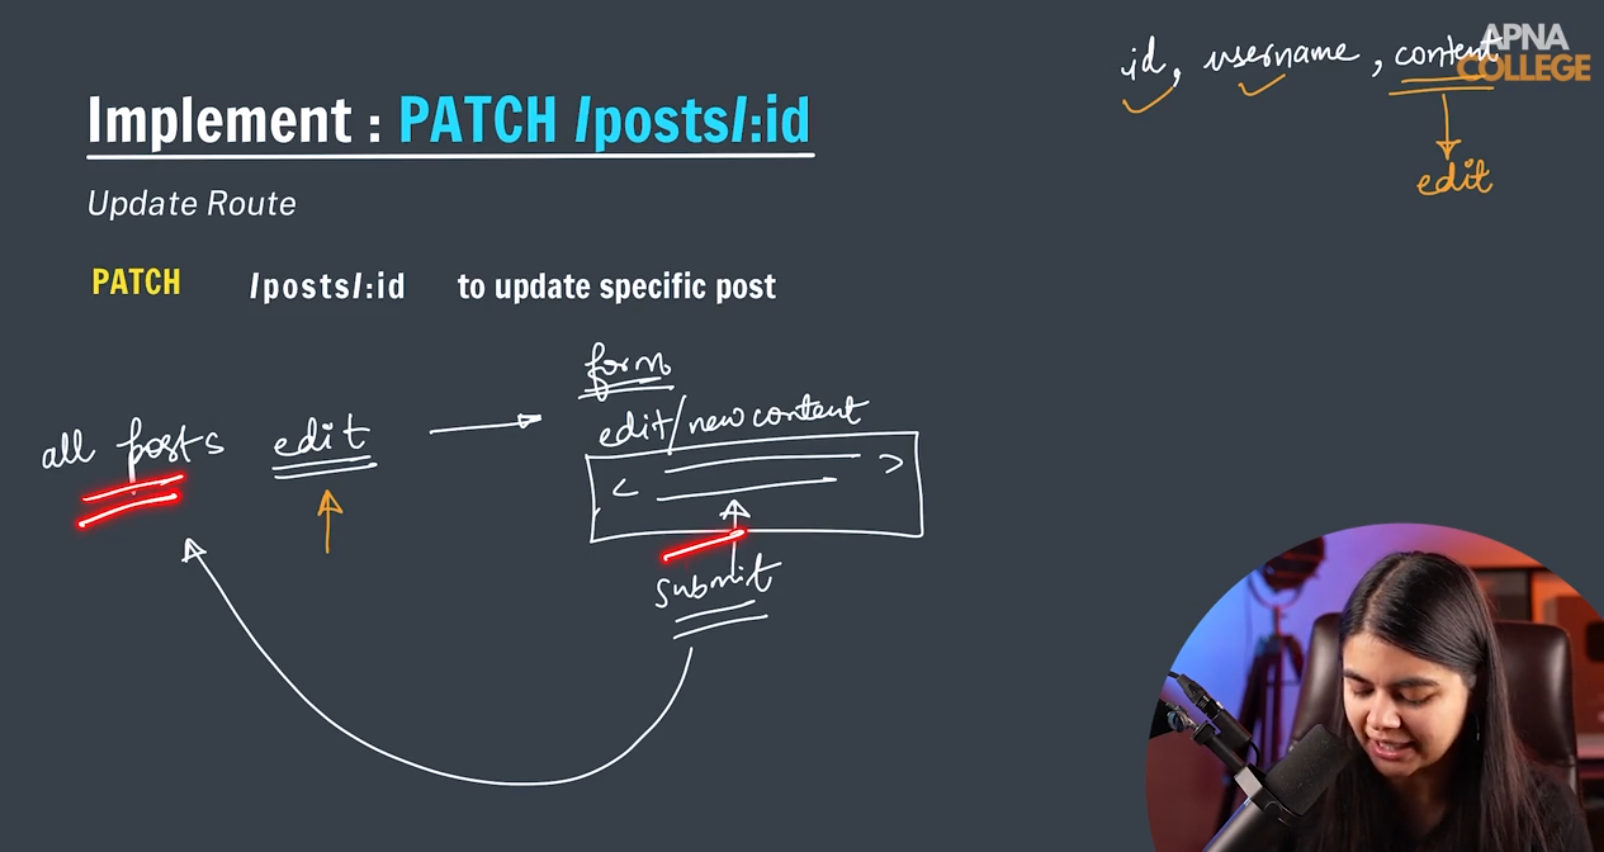 APNA
COLLEGE
id, username, content
edit
Implement : PATCH /posts/:id
Update Route
PATCH /posts/:id to update specific post
form
edit/new content
all posts edit
< >
submit